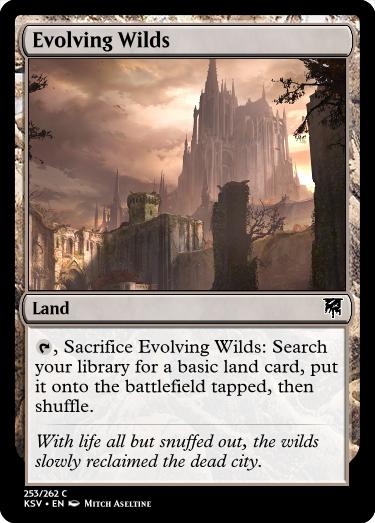 Evolving Wilds
Land
, Sacrifice Evolving Wilds: Search
your library for a basic land card, put
it onto the battlefield tapped, then
shuffle.
With life all but snuffed out, the wilds
slowly reclaimed the dead city.
253/262 C
KSV • EN Mitch Aseltine